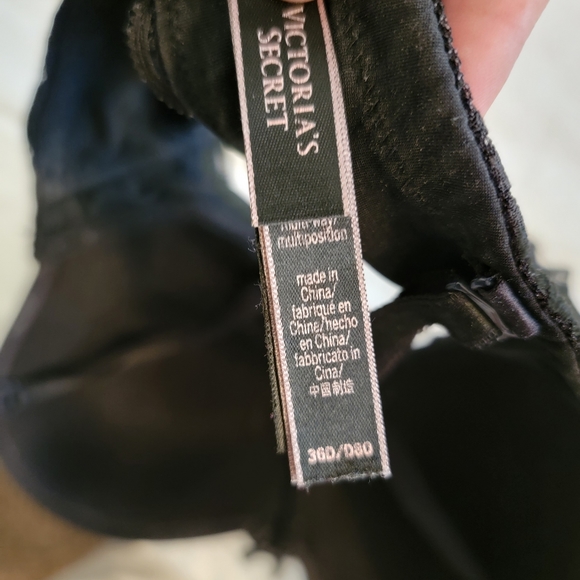 VICTORIA'S
SECRET
multi-way/
multiposition
made in
China/
fabriqué en
Chine/hecho
en China/
fabbricato in
Cina/
中國制造
36D/D80